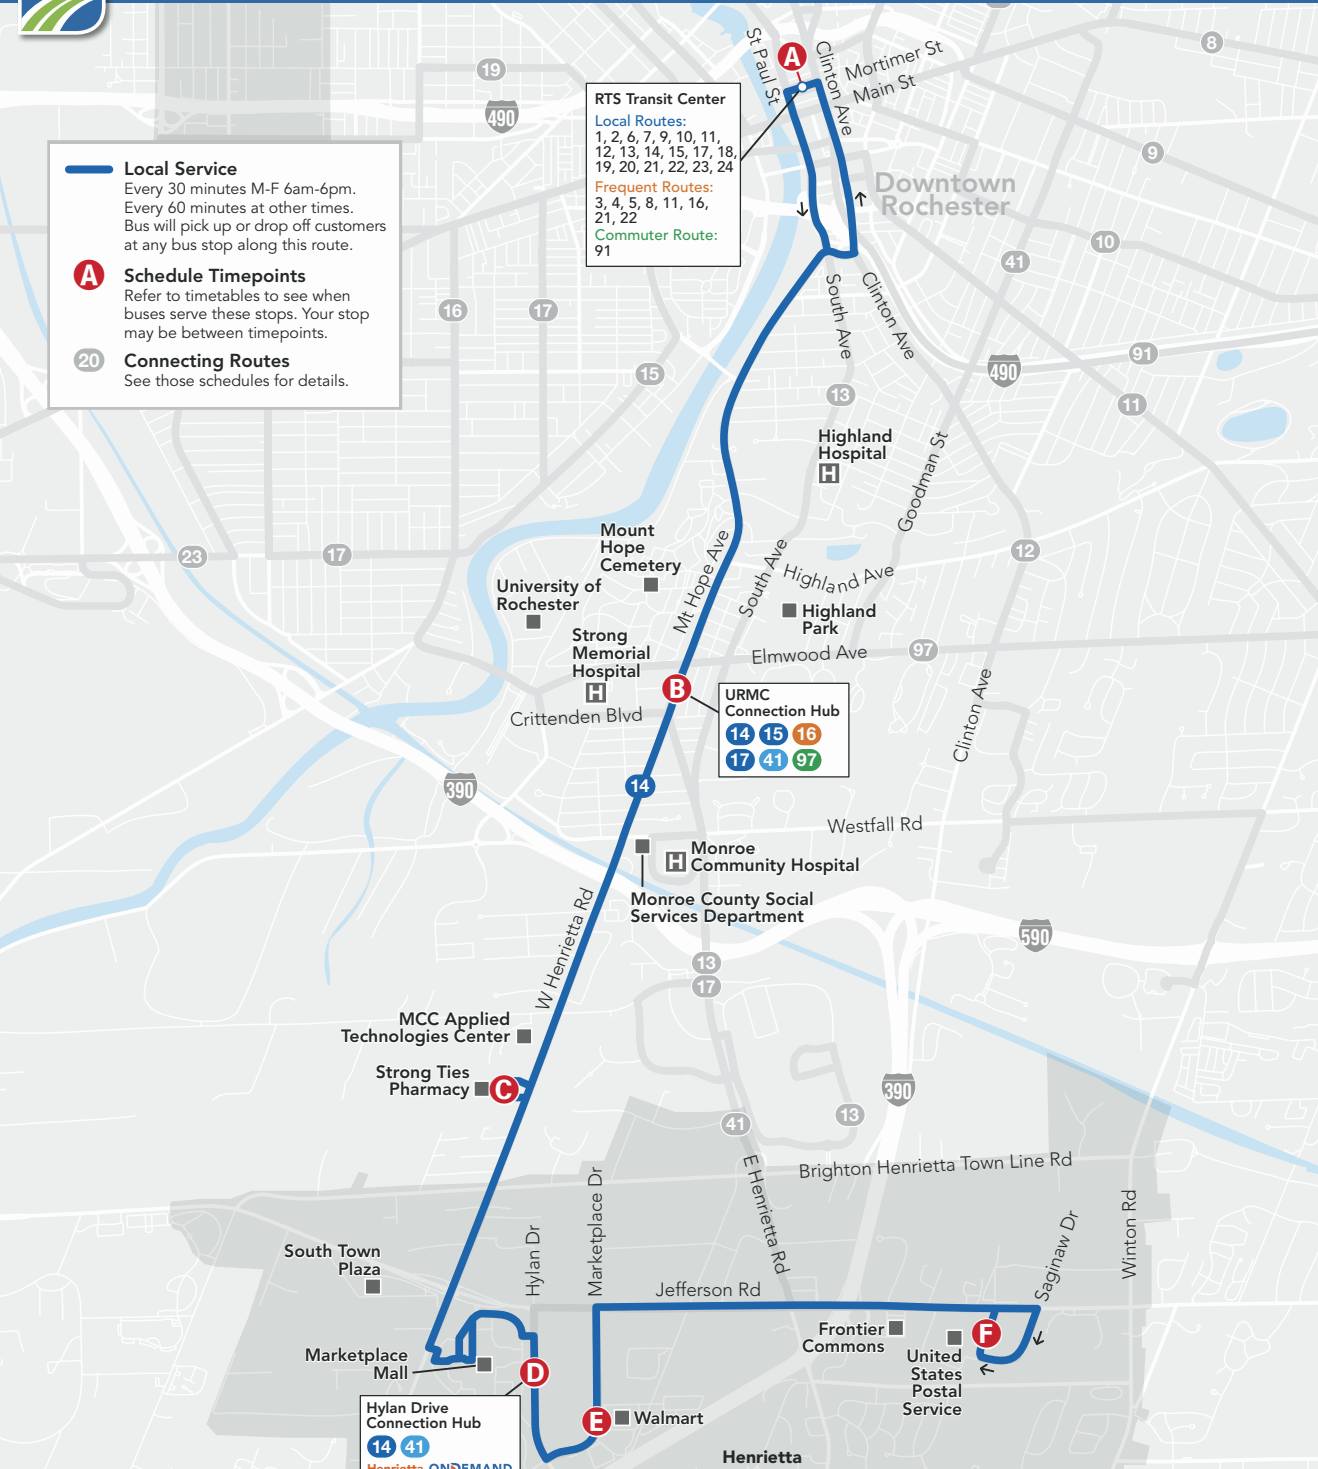 St Paul St
A
Clinton Ave
Mortimer St
Main St
8
19
490
RTS Transit Center
Local Routes:
1, 2, 6, 7, 9, 10, 11,
12, 13, 14, 15, 17, 18,
19, 20, 21, 22, 23, 24
Frequent Routes:
3, 4, 5, 8, 11, 16,
21, 22
Commuter Route:
91
9
Downtown
Rochester
10
41
Local Service
Every 30 minutes M-F 6am-6pm.
Every 60 minutes at other times.
Bus will pick up or drop off customers
at any bus stop along this route.
A
Schedule Timepoints
Refer to timetables to see when
buses serve these stops. Your stop
may be between timepoints.
20
Connecting Routes
See those schedules for details.
16
17
15
South Ave
Clinton Ave
490
91
11
13
Highland
Hospital
H
Goodman St
23
17
12
Mount
Hope
Cemetery
University of
Rochester
Mt Hope Ave
South Ave
Highland Ave
Highland
Park
Strong
Memorial
Hospital
H
Elmwood Ave
97
B
Crittenden Blvd
URMC
Connection Hub
14 15 16
17 41 97
Clinton Ave
390
14
Westfall Rd
H
Monroe
Community Hospital
Monroe County Social
Services Department
W Henrietta Rd
590
13
17
MCC Applied
Technologies Center
Strong Ties
Pharmacy
C
390
41
13
Brighton Henrietta Town Line Rd
E Henrietta Rd
Marketplace Dr
Hylan Dr
Saginaw Dr
Winton Rd
South Town
Plaza
Jefferson Rd
Frontier
Commons
United
States
Postal
Service
F
Marketplace
Mall
D
Hylan Drive
Connection Hub
14 41
Henrietta ONDEMAND
E
Walmart
Henrietta